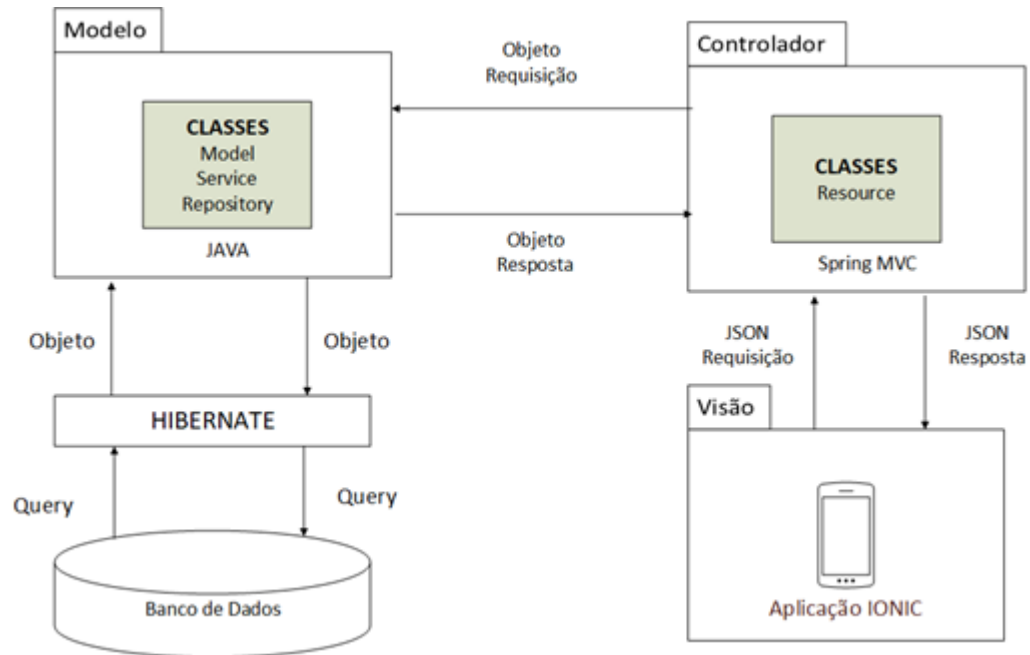 Modelo
CLASSES
Model
Service
Repository
JAVA
Objeto
Requisição
Objeto
Resposta
Controlador
CLASSES
Resource
Spring MVC
Objeto
Objeto
HIBERNATE
Query
Query
Banco de Dados
JSON
Requisição
JSON
Resposta
Visão
Aplicação IONIC